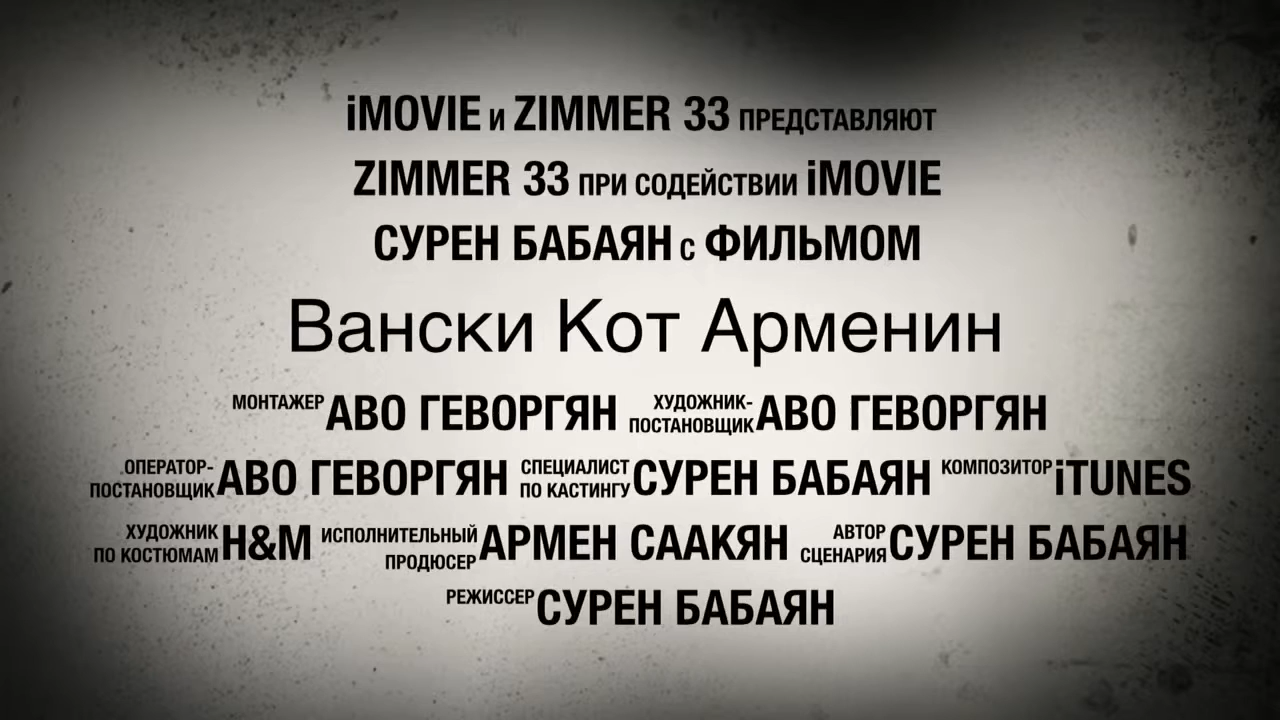 iMOVIE и ZIMMER 33 ПРЕДСТАВЛЯЮТ
ZIMMER 33 ПРИ СОДЕЙСТВИИ iMOVIE
СУРЕН БАБАЯН С ФИЛЬМОМ
Вански Кот Арменин
МОНТАЖЕР АВО ГЕВОРГЯН ХУДОЖНИК-ПОСТАНОВЩИК АВО ГЕВОРГЯН
ОПЕРАТОР-ПОСТАНОВЩИК АВО ГЕВОРГЯН СПЕЦИАЛИСТ ПО КАСТИНГУ СУРЕН БАБАЯН КОМПОЗИТОР iTUNES
ХУДОЖНИК ПО КОСТЮМАМ H&M ИСПОЛНИТЕЛЬНЫЙ ПРОДЮСЕР АРМЕН СААКЯН АВТОР СЦЕНАРИЯ СУРЕН БАБАЯН
РЕЖИССЕР СУРЕН БАБАЯН